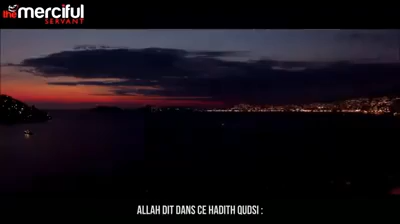 the merciful
SERVANT
ALLAH DIT DANS CE HADITH QUDSI :